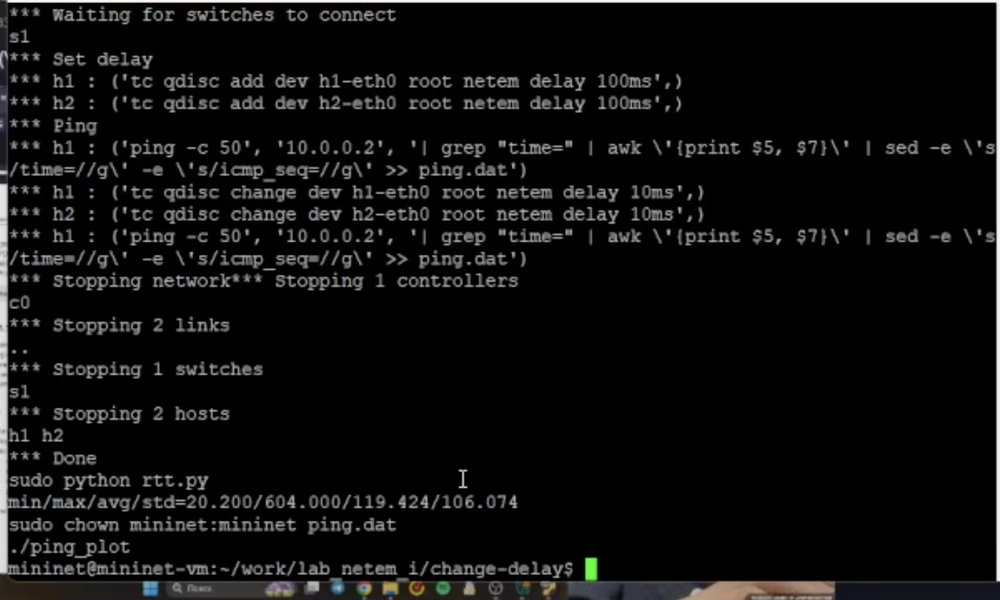 *** Waiting for switches to connect
s1
*** Set delay
*** h1 : ('tc qdisc add dev h1-eth0 root netem delay 100ms',)
*** h2 : ('tc qdisc add dev h2-eth0 root netem delay 100ms',)
*** Ping
*** h1 : ('ping -c 50', '10.0.0.2', '| grep "time=" | awk \'{print $5, $7}\' | sed -e \'s
/time=//g\' -e \'s/icmp_seq=//g\' >> ping.dat')
*** h1 : ('tc qdisc change dev h1-eth0 root netem delay 10ms',)
*** h2 : ('tc qdisc change dev h2-eth0 root netem delay 10ms',)
*** h1 : ('ping -c 50', '10.0.0.2', '| grep "time=" | awk \'{print $5, $7}\' | sed -e \'s
/time=//g\' -e \'s/icmp_seq=//g\' >> ping.dat')
*** Stopping network*** Stopping 1 controllers
c0
*** Stopping 2 links
..
*** Stopping 1 switches
s1
*** Stopping 2 hosts
h1 h2
*** Done
sudo python rtt.py
min/max/avg/std=20.200/604.000/119.424/106.074
sudo chown mininet:mininet ping.dat
./ping_plot
mininet@mininet-vm:~/work/lab_netem_i/change-delay$
Поиск